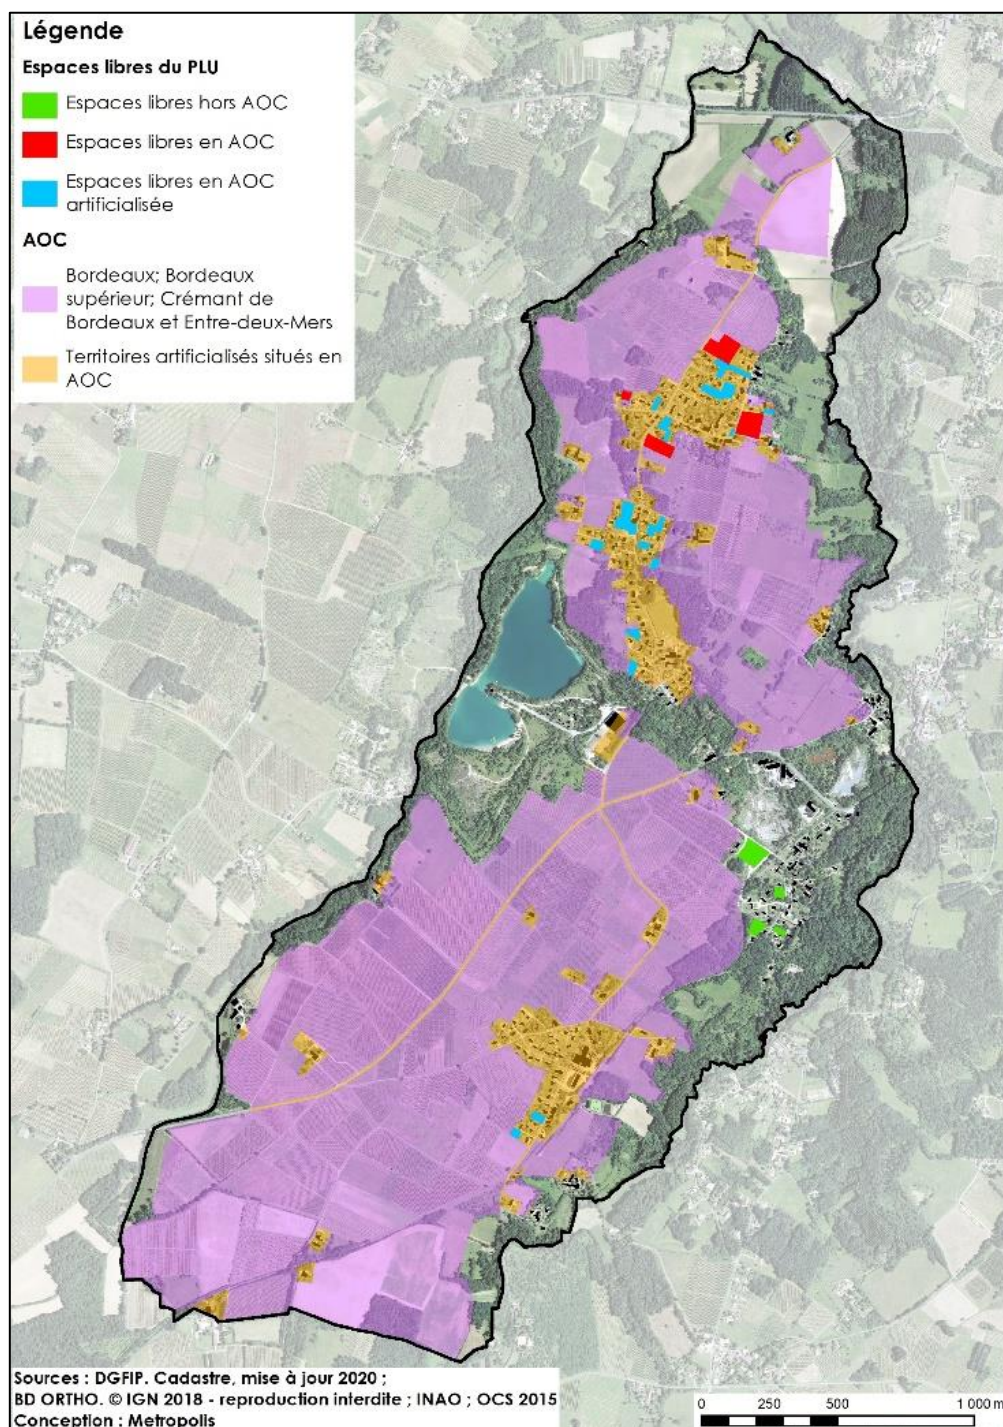 Légende
Espaces libres du PLU
Espaces libres hors AOC
Espaces libres en AOC
Espaces libres en AOC
artificialisée
AOC
Bordeaux; Bordeaux
supérieur; Crémant de
Bordeaux et Entre-deux-Mers
Territoires artificialisés situés en
AOC
Sources : DGFIP. Cadastre, mise à jour 2020 ;
BD ORTHO. © IGN 2018 - reproduction interdite ; INAO ; OCS 2015
Conception : Metropolis
0 250 500 1 000 m